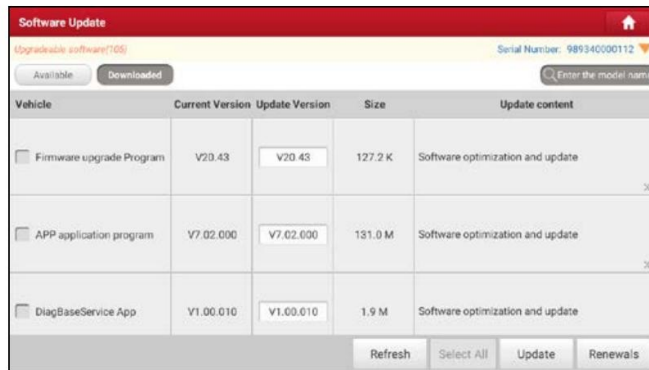 Software Update
Upgradeable software(105)
Serial Number: 989340000112
Available
Downloaded
Enter the model name
Vehicle Current Version Update Version Size Update content
Firmware upgrade Program V20.43 V20.43 127.2 K Software optimization and update
APP application program V7.02.000 V7.02.000 131.0 M Software optimization and update
DiagBaseService App V1.00.010 V1.00.010 1.9 M Software optimization and update
Refresh Select All Update Renewals